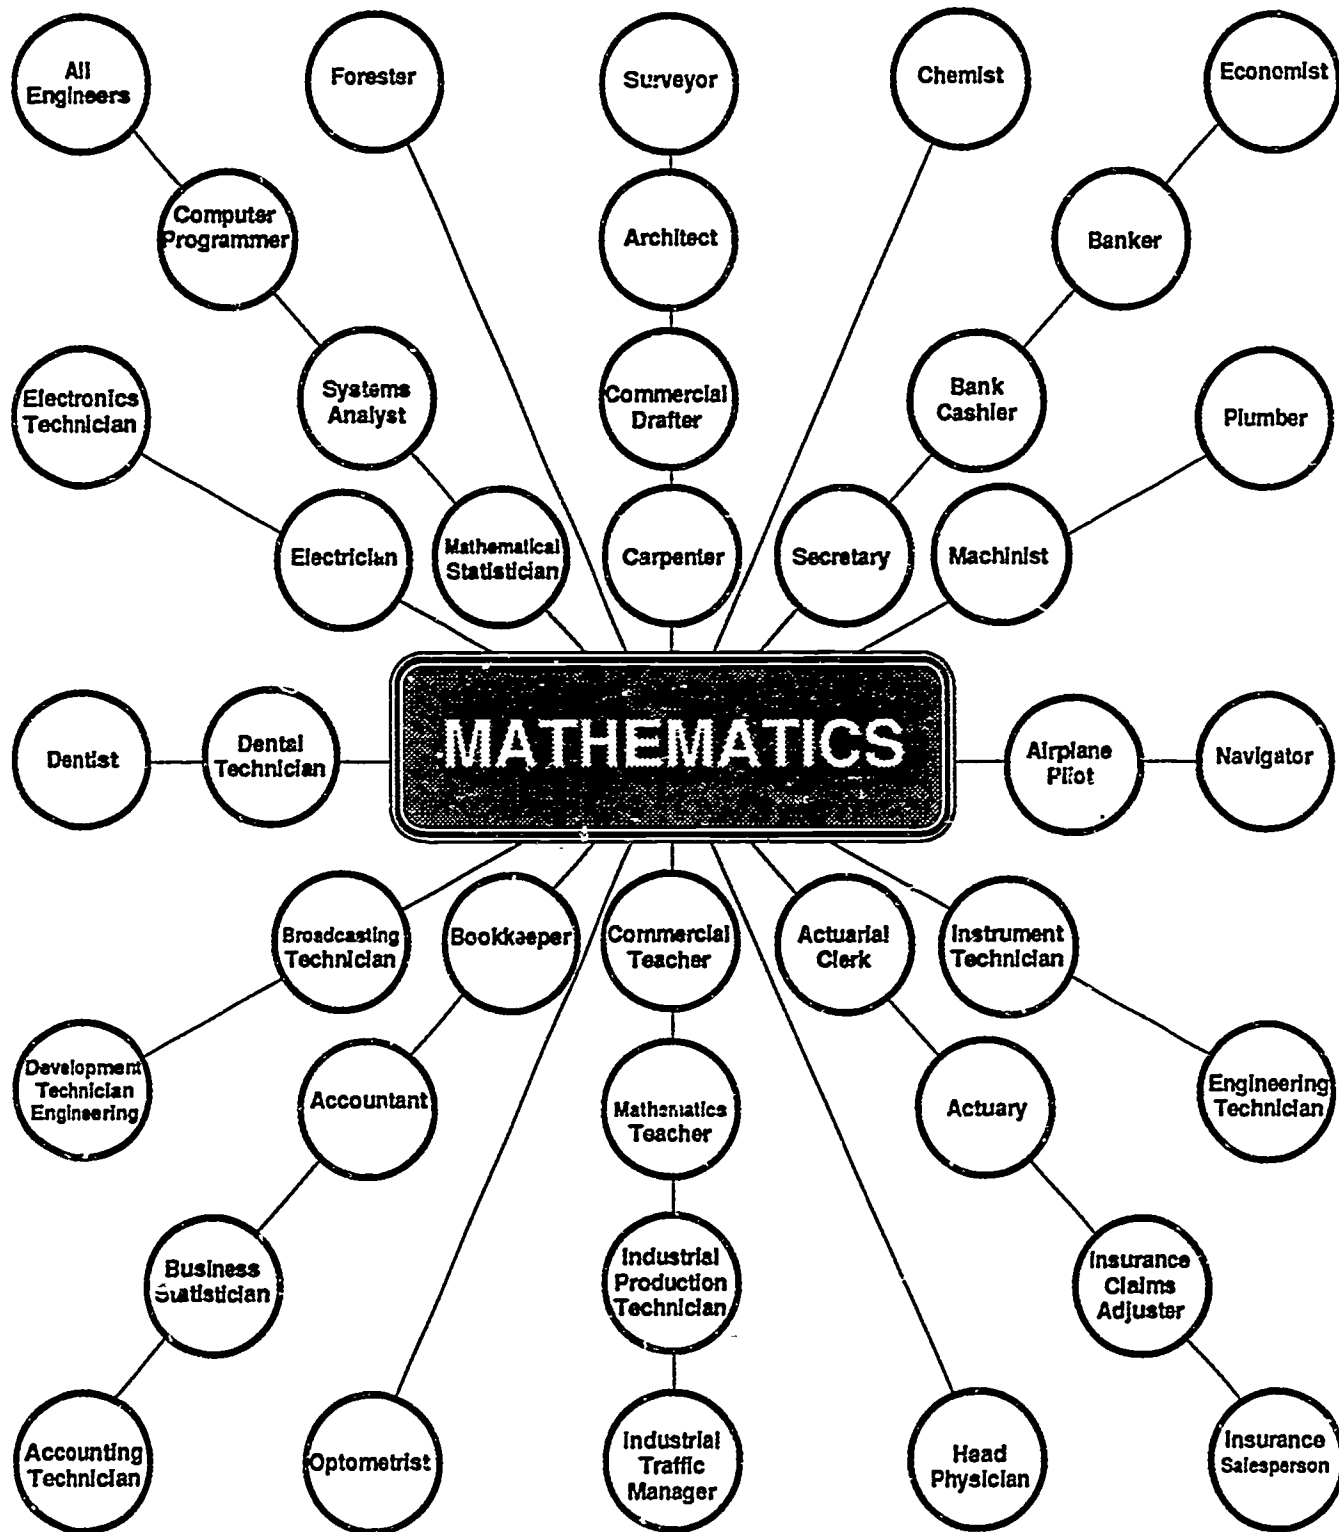 All
Engineers
Forester
Surveyor
Chemist
Economist
Computer
Programmer
Architect
Banker
Electronics
Technician
Systems
Analyst
Commercial
Drafter
Bank
Cashier
Plumber
Electrician
Mathematical
Statistician
Carpenter
Secretary
Machinist
MATHEMATICS
Dentist
Dental
Technician
Airplane
Pilot
Navigator
Broadcasting
Technician
Bookkeeper
Commercial
Teacher
Actuarial
Clerk
Instrument
Technician
Development
Technician
Engineering
Accountant
Mathematics
Teacher
Actuary
Engineering
Technician
Business
Statistician
Industrial
Production
Technician
Insurance
Claims
Adjuster
Accounting
Technician
Optometrist
Industrial
Traffic
Manager
Head
Physician
Insurance
Salesperson